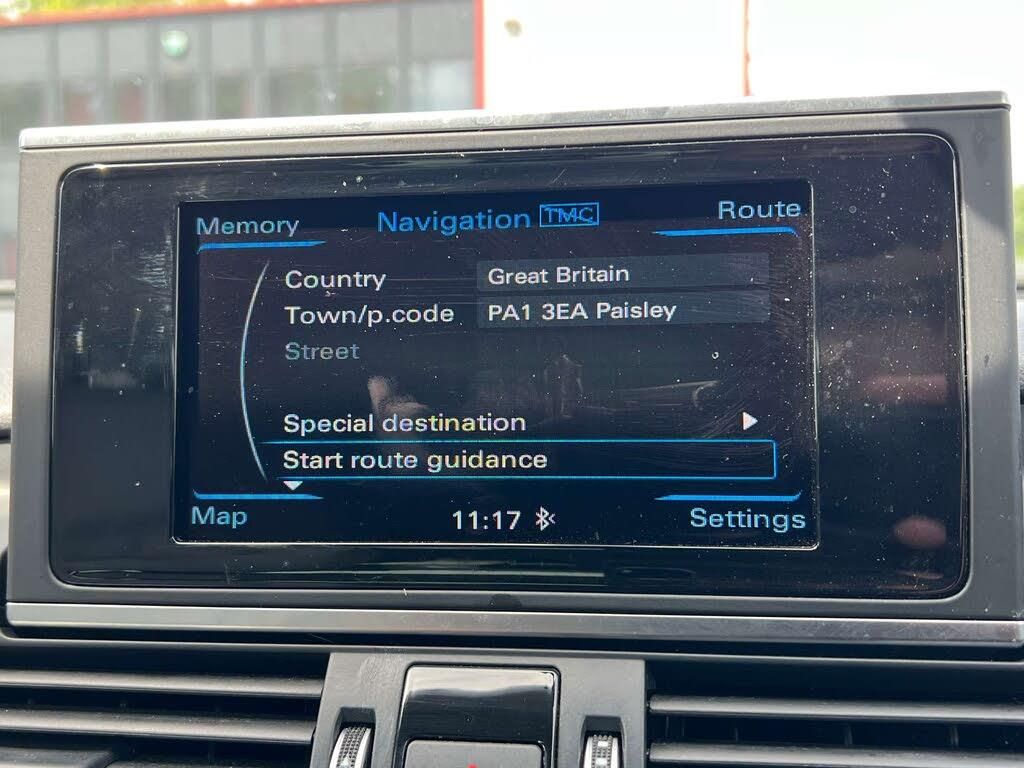 Memory Navigation TMC Route
Country Great Britain
Town/p.code PA1 3EA Paisley
Street
Special destination
Start route guidance
Map 11:17 Settings